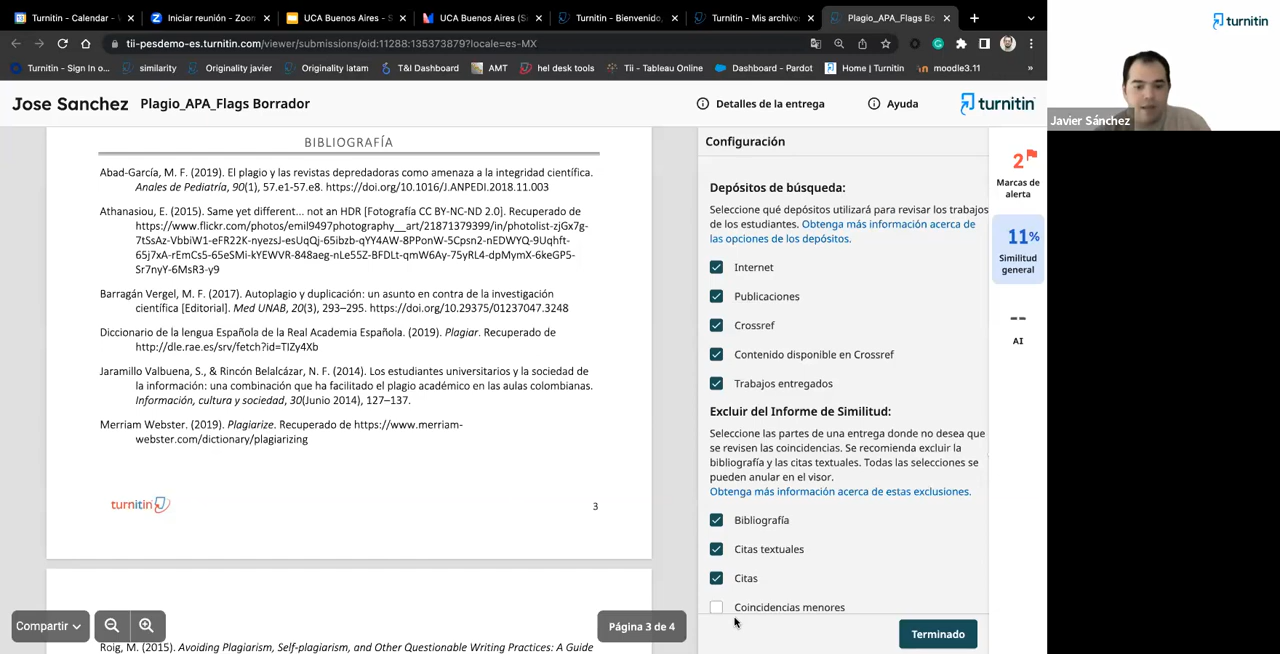 Turnitin - Calendar -
Iniciar reunión - Zoom
UCA Buenos Aires - S
UCA Buenos Aires (S
Turnitin - Bienvenido,
Turnitin - Mis archivo
Plagio_APA_Flags Bo
tii-pesdemo-es.turnitin.com/viewer/submissions/oid:11288:135373879?locale=es-MX
Turnitin - Sign In o...
similarity
Originality javier
Originality latam
T&I Dashboard
AMT
hel desk tools
Tii - Tableau Online
Dashboard - Pardot
Home | Turnitin
moodle3.11
»
turnitin
Javier Sánchez
Jose Sanchez Plagio_APA_Flags Borrador
Detalles de la entrega
Ayuda
turnitin
BIBLIOGRAFÍA
Abad-García, M. F. (2019). El plagio y las revistas depredadoras como amenaza a la integridad científica.
Anales de Pediatría, 90(1), 57.e1-57.e8. https://doi.org/10.1016/J.ANPEDI.2018.11.003
Athanasiou, E. (2015). Same yet different... not an HDR [Fotografía CC BY-NC-ND 2.0]. Recuperado de
https://www.flickr.com/photos/emil9497photography__art/21871379399/in/photolist-zjGx7g-
7tSsAz-VbbiW1-eFR22K-nyezsJ-esUqQj-65ibzb-qYY4AW-8PPonW-5Cpsn2-nEDWYQ-9Uqhft-
65j7xA-rEmCs5-65eSMi-kYEWVR-848aeg-nLe55Z-BFDLt-qmW6Ay-75yRL4-dpMymX-6keGP5-
Sr7nyY-6MsR3-y9
Barragán Vergel, M. F. (2017). Autoplagio y duplicación: un asunto en contra de la investigación
científica [Editorial]. Med UNAB, 20(3), 293–295. https://doi.org/10.29375/01237047.3248
Diccionario de la lengua Española de la Real Academia Española. (2019). Plagiar. Recuperado de
http://dle.rae.es/srv/fetch?id=TIZy4Xb
Jaramillo Valbuena, S., & Rincón Belalcázar, N. F. (2014). Los estudiantes universitarios y la sociedad de
la información: una combinación que ha facilitado el plagio académico en las aulas colombianas.
Información, cultura y sociedad, 30(Junio 2014), 127–137.
Merriam Webster. (2019). Plagiarize. Recuperado de https://www.merriam-
webster.com/dictionary/plagiarizing
turnitin
3
Roig, M. (2015). Avoiding Plagiarism, Self-plagiarism, and Other Questionable Writing Practices: A Guide
Compartir
Página 3 de 4
Configuración
Depósitos de búsqueda:
Seleccione qué depósitos utilizará para revisar los trabajos
de los estudiantes. Obtenga más información acerca de
las opciones de los depósitos.
Internet
Publicaciones
Crossref
Contenido disponible en Crossref
Trabajos entregados
Excluir del Informe de Similitud:
Seleccione las partes de una entrega donde no desea que
se revisen las coincidencias. Se recomienda excluir la
bibliografía y las citas textuales. Todas las selecciones se
pueden anular en el visor.
Obtenga más información acerca de estas exclusiones.
Bibliografía
Citas textuales
Citas
Coincidencias menores
Terminado
2
Marcas de
alerta
11%
Similitud
general
--
AI